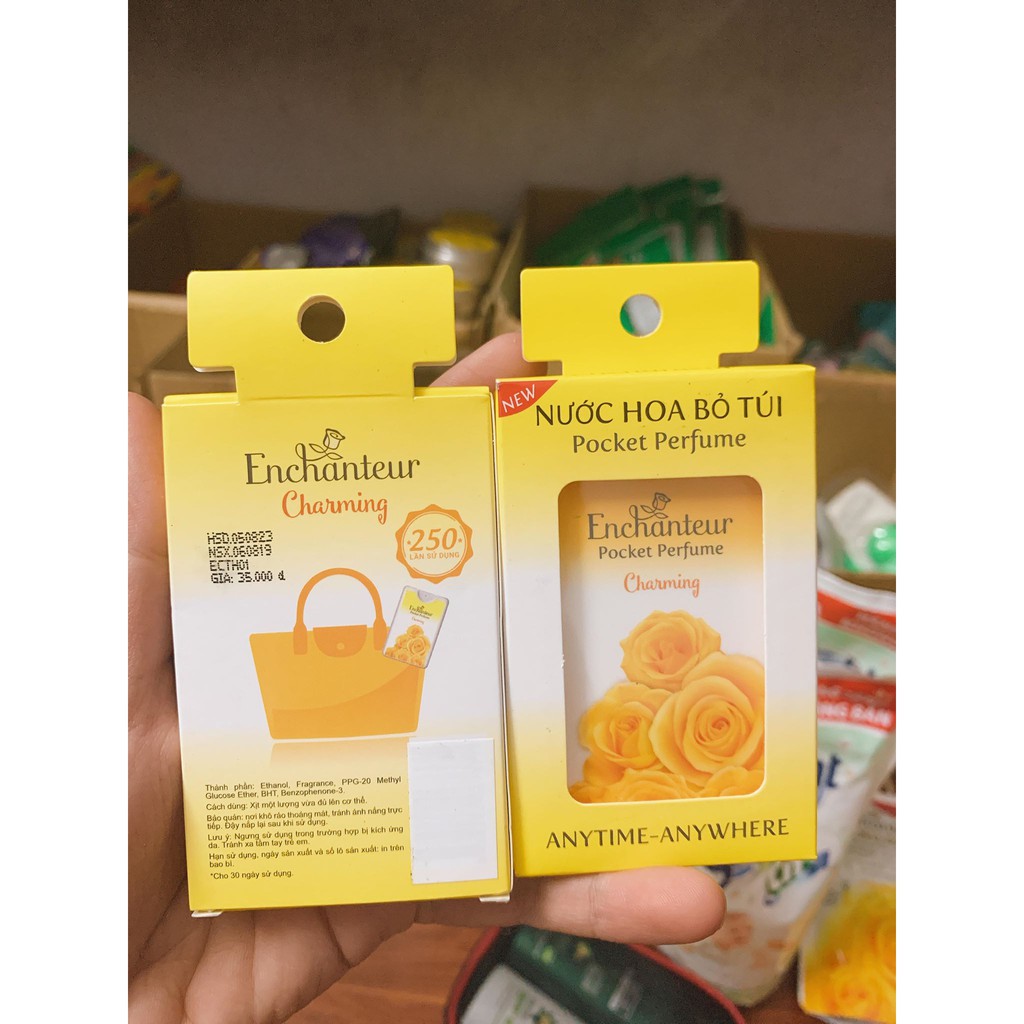 Enchanteur
Charming
HSD.050823
NSX.060819
ECTH01
GIÁ: 35.000 đ
250
LẦN SỬ DỤNG
Enchanteur
Pocket Perfume
Charming
Thành phần: Ethanol, Fragrance, PPG-20 Methyl
Glucose Ether, BHT, Benzophenone-3.
Cách dùng: Xịt một lượng vừa đủ lên cơ thể.
Bảo quản: nơi khô ráo thoáng mát, tránh ánh nắng trực
tiếp. Đậy nắp lại sau khi sử dụng.
Lưu ý: Ngưng sử dụng trong trường hợp bị kích ứng
da. Tránh xa tầm tay trẻ em.
Hạn sử dụng, ngày sản xuất và số lô sản xuất: in trên
bao bì.
*Cho 30 ngày sử dụng.
NEW
NƯỚC HOA BỎ TÚI
Pocket Perfume
Enchanteur
Pocket Perfume
Charming
ANYTIME-ANYWHERE